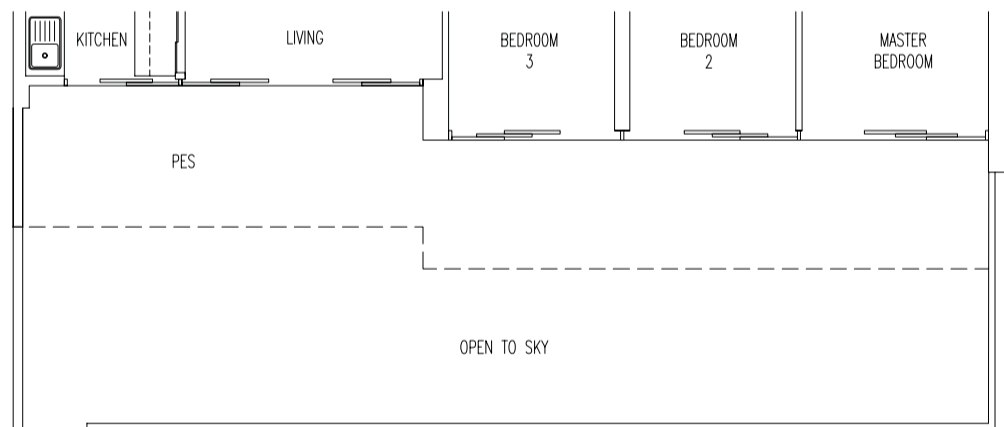 KITCHEN
LIVING
BEDROOM
3
BEDROOM
2
MASTER
BEDROOM
PES
OPEN TO SKY